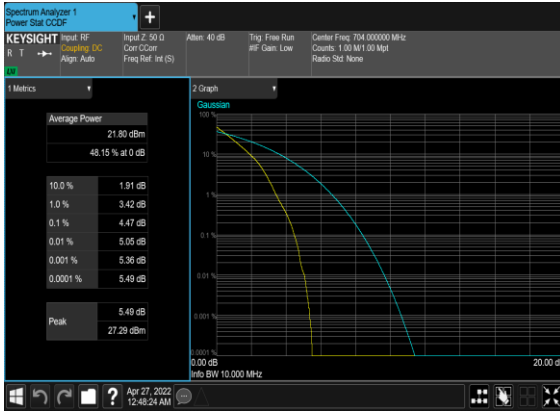 Spectrum Analyzer 1
Power Stat CCDF
+
KEYSIGHT
R T
Input: RF
Coupling: DC
Align: Auto
Input Z: 50 Ω
Corr CCorr
Freq Ref: Int (S)
Atten: 40 dB
Trig: Free Run
#IF Gain: Low
Center Freq: 704.000000 MHz
Counts: 1.00 M/1.00 Mpt
Radio Std: None
1 Metrics
Average Power
21.80 dBm
48.15 % at 0 dB
10.0 % 1.91 dB
1.0 % 3.42 dB
0.1 % 4.47 dB
0.01 % 5.05 dB
0.001 % 5.36 dB
0.0001 % 5.49 dB
Peak
5.49 dB
27.29 dBm
2 Graph
Gaussian
100 %
10 %
1 %
0.1 %
0.01 %
0.001 %
0.0001 %
0.00 dB
20.00 d
Info BW 10.000 MHz
?
Apr 27, 2022
12:48:24 AM